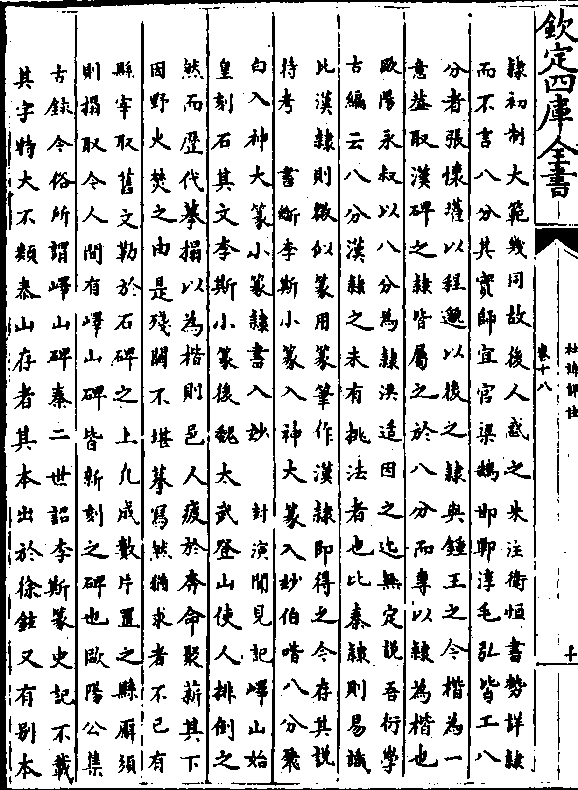 欽定四庫全書
杜詩詳註
卷十八
十
隸初制大範幾同故後人惑之朱注衛恒書勢詳隸
而不言八分其實師宜官梁鵠邯鄲淳毛弘皆工八
分者張懷瓘以程邈以後之隸與鍾王之今楷為一
意蓋取漢碑之隸皆屬之於八分而專以隸為楷也
歐陽永叔以八分為隸洪适因之迄無定說吾衍學
古編云八分漢隸之未有挑法者也比秦隸則易識
比漢隸則微似篆用篆筆作漢隸即得之今存其說
待考　書斷李斯小篆入神大篆入妙伯喈八分飛
白入神大篆小篆隸書入妙　封演聞見記嶧山始
皇刻石其文李斯小篆後魏太武登山使人排倒之
然而歷代摹搨以為楷則邑人疲於奔命聚薪其下
因野火焚之由是殘闕不堪摹寫然猶求者不已有
縣宰取舊文勒於石碑之上凡成數片置之縣廨須
則搨取今人間有嶧山碑皆新刻之碑也歐陽公集
古錄今俗所謂嶧山碑秦二世詔李斯篆史記不載
其字特大不類泰山存者其本出於徐鉉又有别本